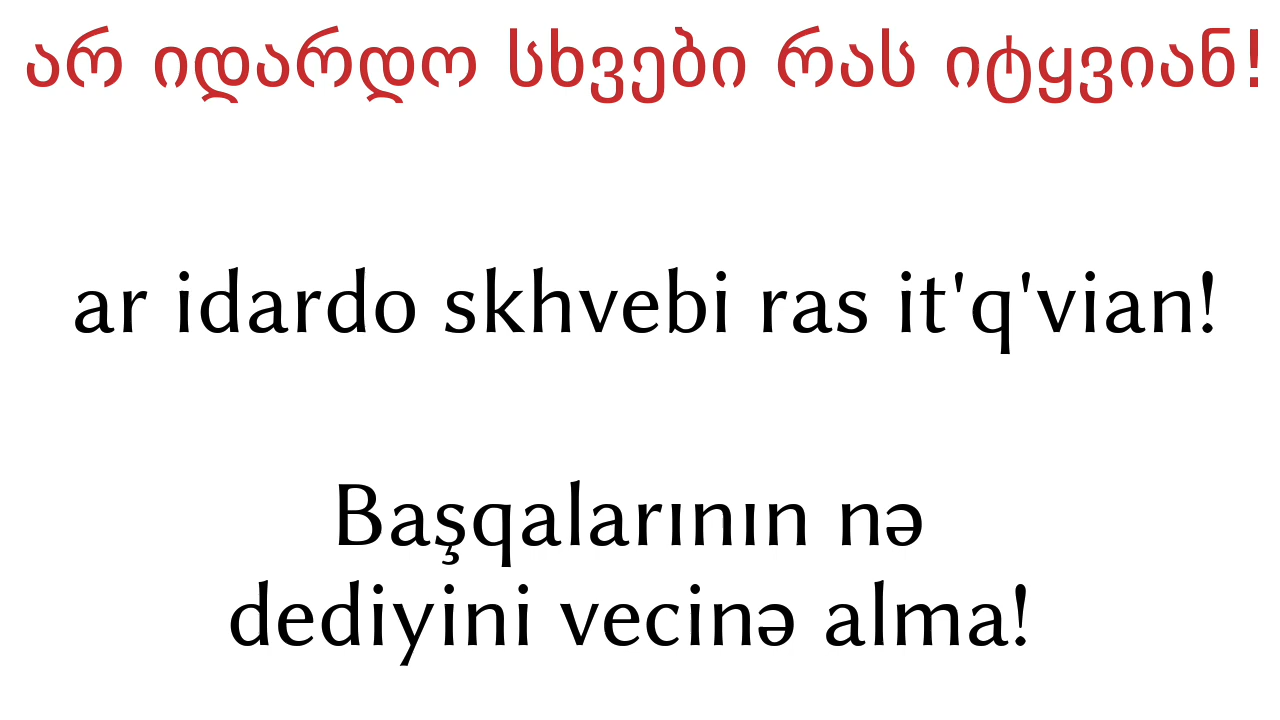 არ იდარდო სხვები რას იტყვიან!
ar idardo skhvebi ras it'q'vian!
Başqalarının nə
dediyini vecinə alma!